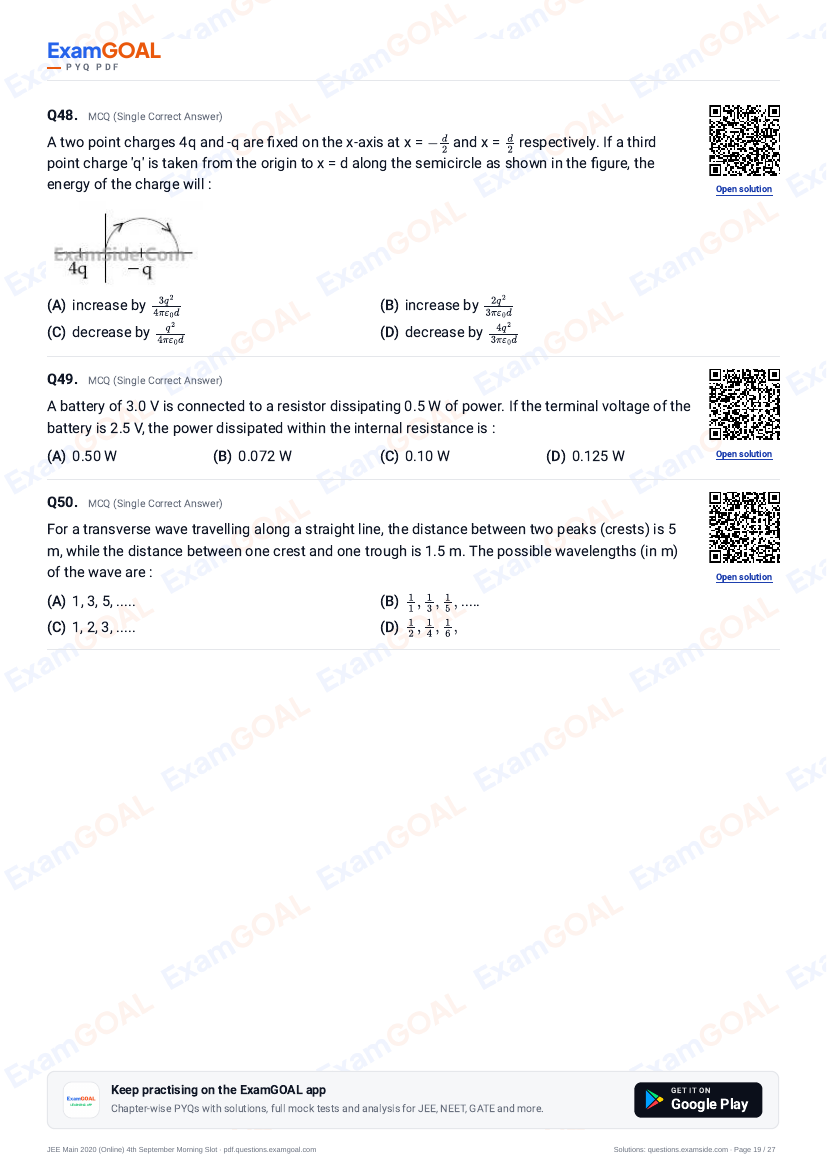 ExamGOAL
PYQ PDF
Q48. MCQ (Single Correct Answer)
A two point charges 4q and -q are fixed on the x-axis at x = −d/2 and x = d/2 respectively. If a third
point charge 'q' is taken from the origin to x = d along the semicircle as shown in the figure, the
energy of the charge will :
Open solution
ExamSide.Com
4q −q
(A) increase by 3q²/4πε₀d (B) increase by 2q²/3πε₀d
(C) decrease by q²/4πε₀d (D) decrease by 4q²/3πε₀d
Q49. MCQ (Single Correct Answer)
A battery of 3.0 V is connected to a resistor dissipating 0.5 W of power. If the terminal voltage of the
battery is 2.5 V, the power dissipated within the internal resistance is :
(A) 0.50 W (B) 0.072 W (C) 0.10 W (D) 0.125 W
Open solution
Q50. MCQ (Single Correct Answer)
For a transverse wave travelling along a straight line, the distance between two peaks (crests) is 5
m, while the distance between one crest and one trough is 1.5 m. The possible wavelengths (in m)
of the wave are :
Open solution
(A) 1, 3, 5, ..... (B) 1/1, 1/3, 1/5, .....
(C) 1, 2, 3, ..... (D) 1/2, 1/4, 1/6,
Keep practising on the ExamGOAL app
Chapter-wise PYQs with solutions, full mock tests and analysis for JEE, NEET, GATE and more.
ExamGOAL
GET IT ON
Google Play
JEE Main 2020 (Online) 4th September Morning Slot · pdf.questions.examgoal.com Solutions: questions.examside.com · Page 19 / 27